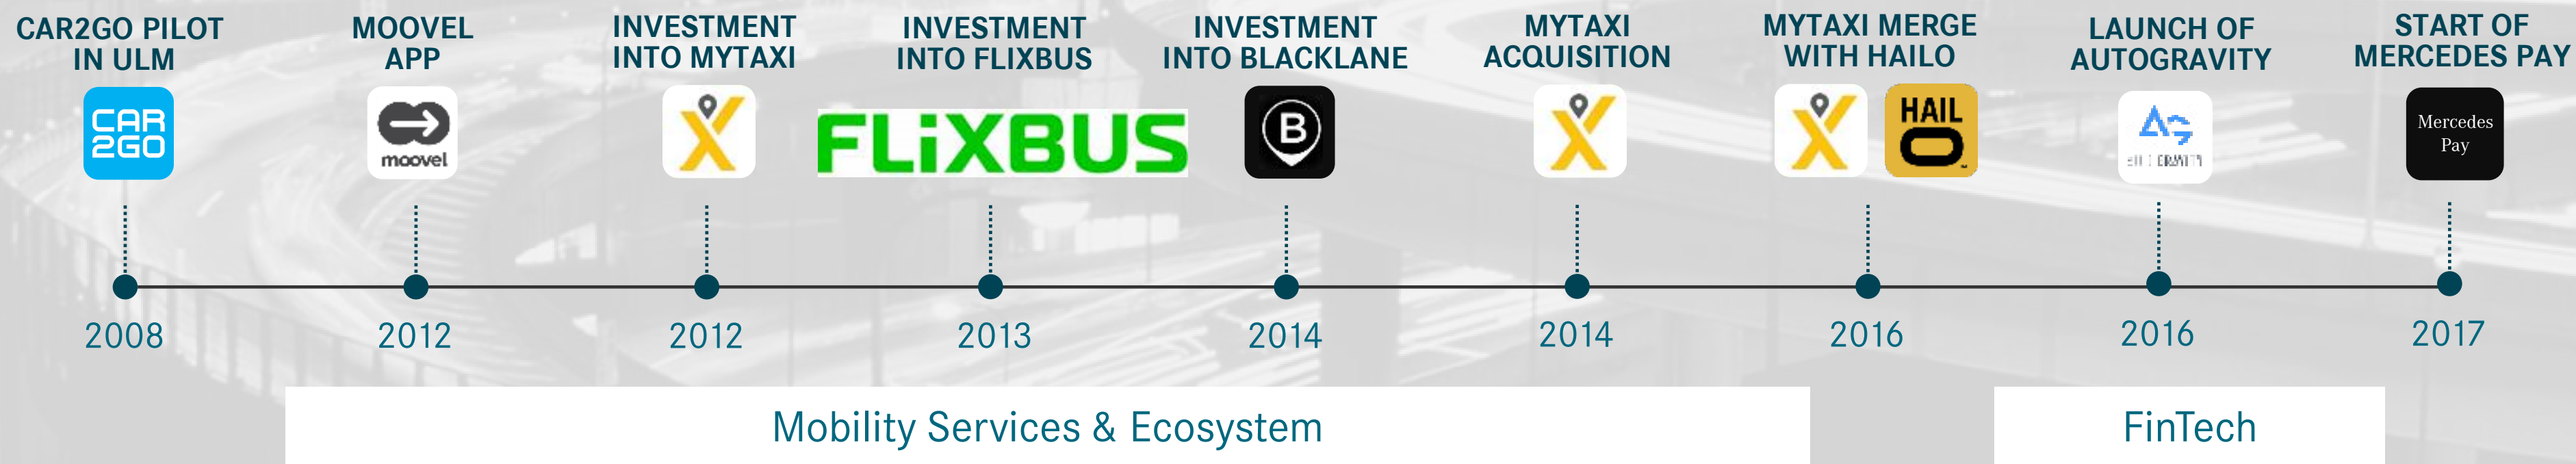 CAR2GO PILOT
IN ULM
MOOVEL
APP
INVESTMENT
INTO MYTAXI
INVESTMENT
INTO FLIXBUS
INVESTMENT
INTO BLACKLANE
MYTAXI
ACQUISITION
MYTAXI MERGE
WITH HAILO
LAUNCH OF
AUTOGRAVITY
START OF
MERCEDES PAY
CAR
2GO
moovel
FLiXBUS
B
HAIL
O
Mercedes
Pay
2008
2012
2012
2013
2014
2014
2016
2016
2017
Mobility Services & Ecosystem
FinTech